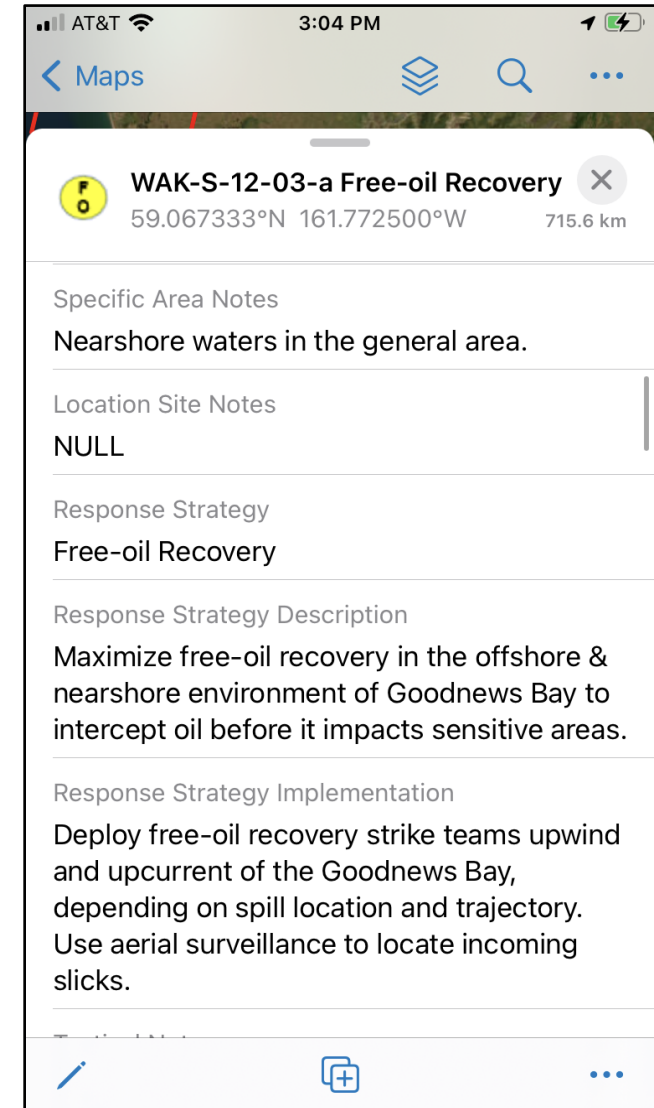 AT&T
3:04 PM
Maps
F
O
WAK-S-12-03-a Free-oil Recovery
59.067333°N 161.772500°W
715.6 km
Specific Area Notes
Nearshore waters in the general area.
Location Site Notes
NULL
Response Strategy
Free-oil Recovery
Response Strategy Description
Maximize free-oil recovery in the offshore &
nearshore environment of Goodnews Bay to
intercept oil before it impacts sensitive areas.
Response Strategy Implementation
Deploy free-oil recovery strike teams upwind
and upcurrent of the Goodnews Bay,
depending on spill location and trajectory.
Use aerial surveillance to locate incoming
slicks.